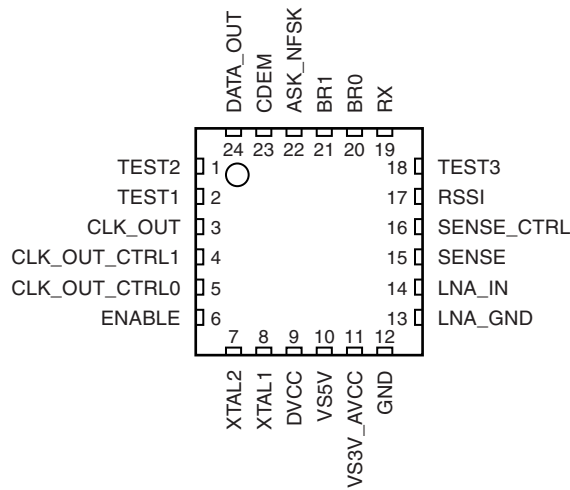 DATA_OUT
CDEM
ASK_NFSK
BR1
BR0
RX
24 23 22 21 20 19
TEST2 1 18 TEST3
TEST1 2 17 RSSI
CLK_OUT 3 16 SENSE_CTRL
CLK_OUT_CTRL1 4 15 SENSE
CLK_OUT_CTRL0 5 14 LNA_IN
ENABLE 6 13 LNA_GND
7 8 9 10 11 12
XTAL2
XTAL1
DVCC
VS5V
VS3V_AVCC
GND